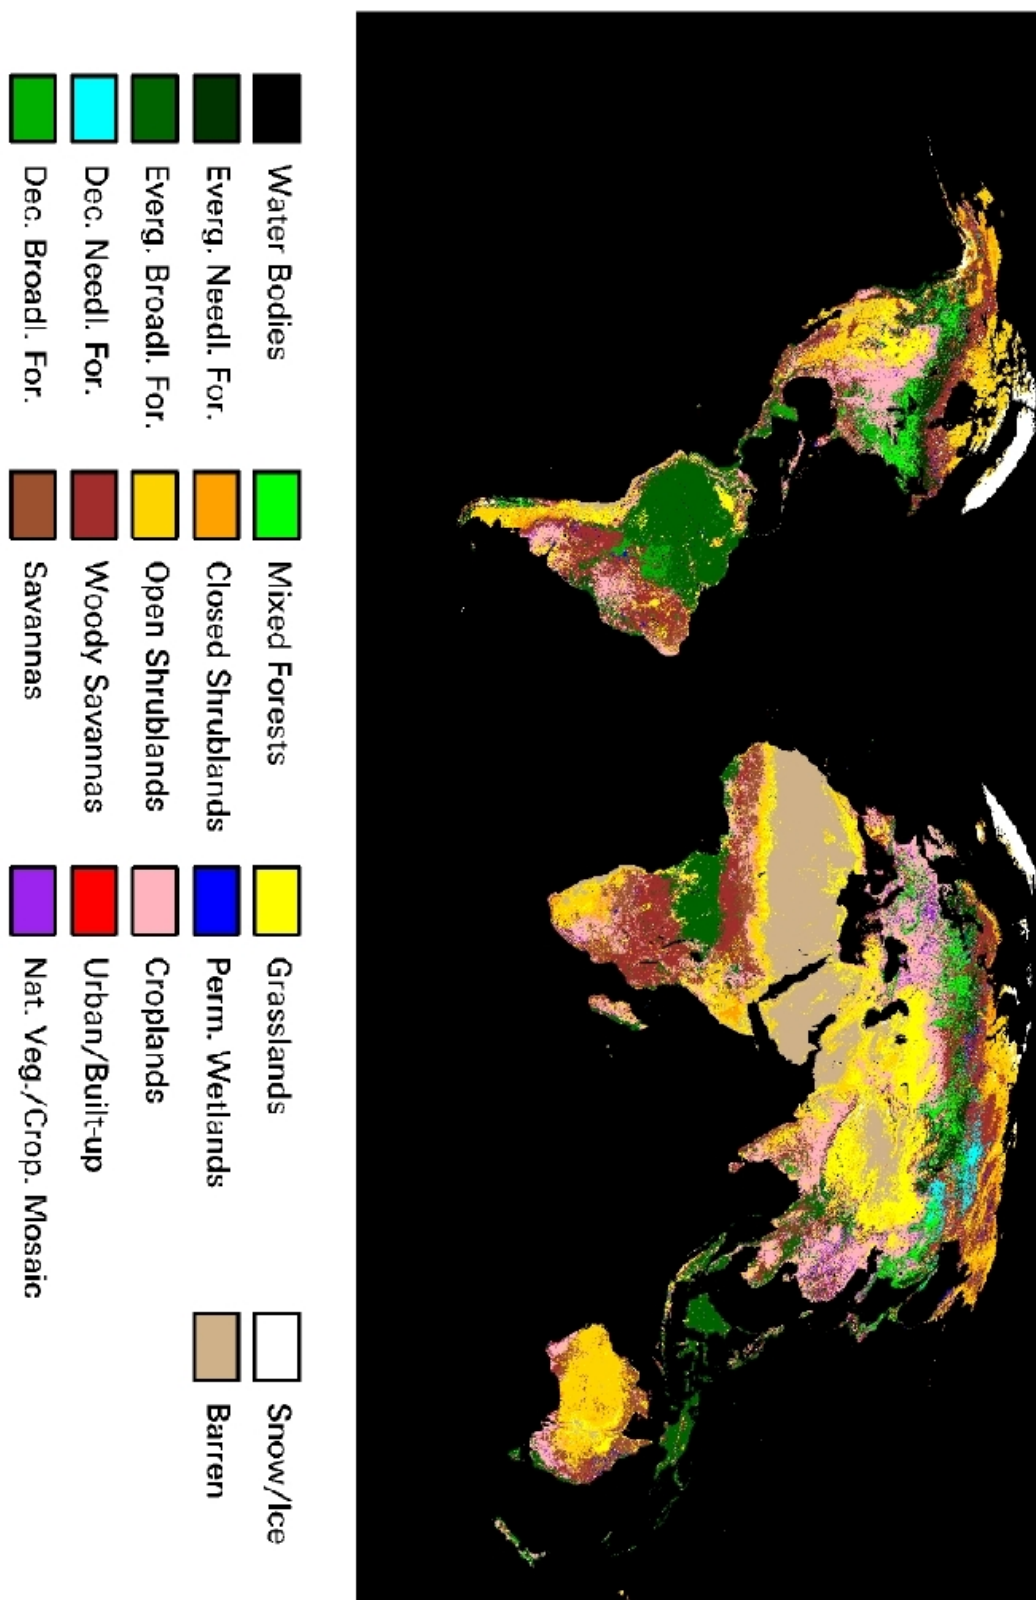 Water Bodies
Everg. Needl. For.
Everg. Broadl. For.
Dec. Needl. For.
Dec. Broadl. For.
Mixed Forests
Closed Shrublands
Open Shrublands
Woody Savannas
Savannas
Grasslands
Perm. Wetlands
Croplands
Urban/Built-up
Nat. Veg./Crop. Mosaic
Snow/Ice
Barren